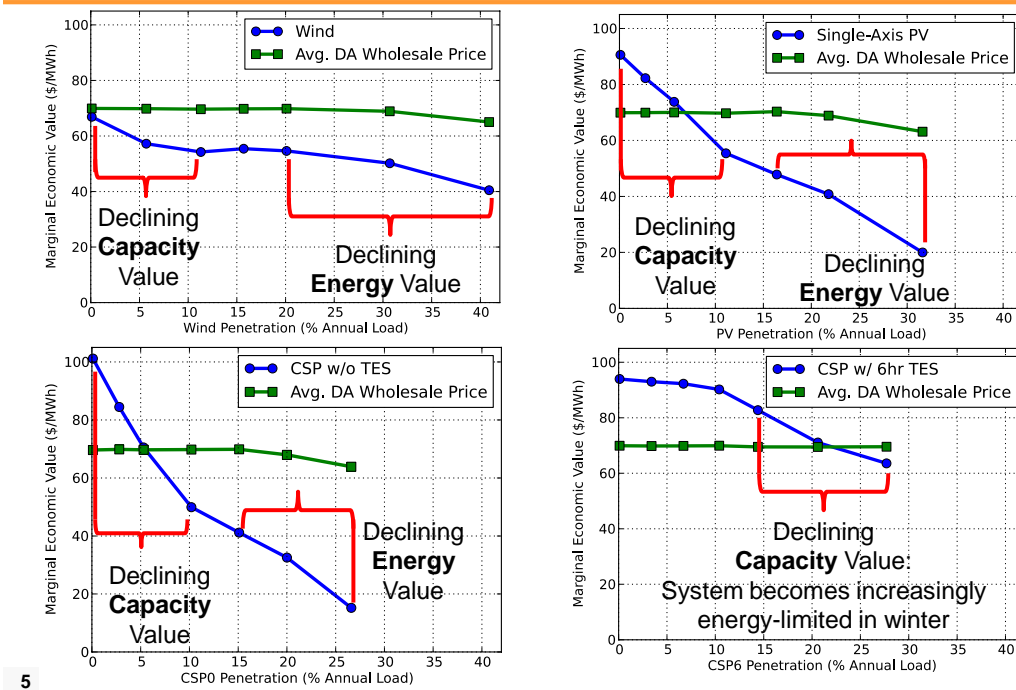 Marginal Economic Value ($/MWh)
100
80
60
40
20
0
Wind
Avg. DA Wholesale Price
Declining
Capacity
Value
Declining
Energy Value
0 5 10 15 20 25 30 35 40
Wind Penetration (% Annual Load)
Marginal Economic Value ($/MWh)
100
80
60
40
20
0
Single-Axis PV
Avg. DA Wholesale Price
Declining
Capacity
Value
Declining
Energy Value
0 5 10 15 20 25 30 35 40
PV Penetration (% Annual Load)
Marginal Economic Value ($/MWh)
100
80
60
40
20
0
CSP w/o TES
Avg. DA Wholesale Price
Declining
Capacity
Value
Declining
Energy
Value
0 5 10 15 20 25 30 35 40
CSP0 Penetration (% Annual Load)
Marginal Economic Value ($/MWh)
100
80
60
40
20
0
CSP w/ 6hr TES
Avg. DA Wholesale Price
Declining
Capacity Value:
System becomes increasingly
energy-limited in winter
0 5 10 15 20 25 30 35 40
CSP6 Penetration (% Annual Load)
5